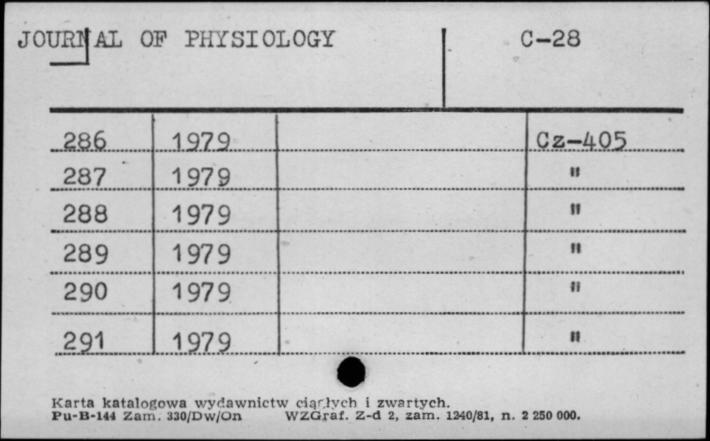 JOURNAL OF PHYSIOLOGY C-28
286 1979 Cz-405
287 1979 "
288 1979 "
289 1979 "
290 1979 "
291 1979 "
Karta katalogowa wydawnictw ciągłych i zwartych.
Pu-B-144 Zam. 330/Dw/On WZGraf. Z-d 2, zam. 1240/81, n. 2 250 000.